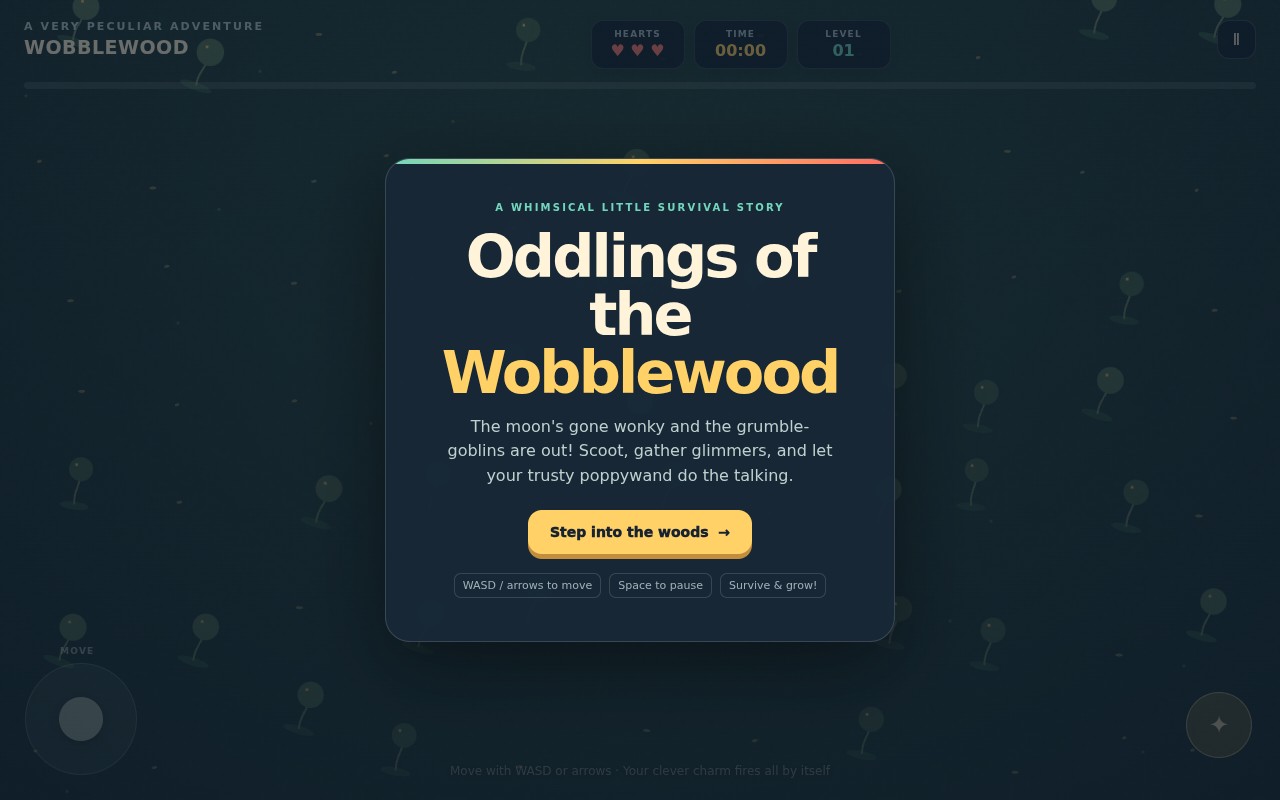 A VERY PECULIAR ADVENTURE
WOBBLEWOOD
HEARTS
♥ ♥ ♥
TIME
00:00
LEVEL
01
A WHIMSICAL LITTLE SURVIVAL STORY
Oddlings of
the
Wobblewood
The moon's gone wonky and the grumble-
goblins are out! Scoot, gather glimmers, and let
your trusty poppywand do the talking.
Step into the woods →
WASD / arrows to move
Space to pause
Survive & grow!
MOVE
Move with WASD or arrows · Your clever charm fires all by itself